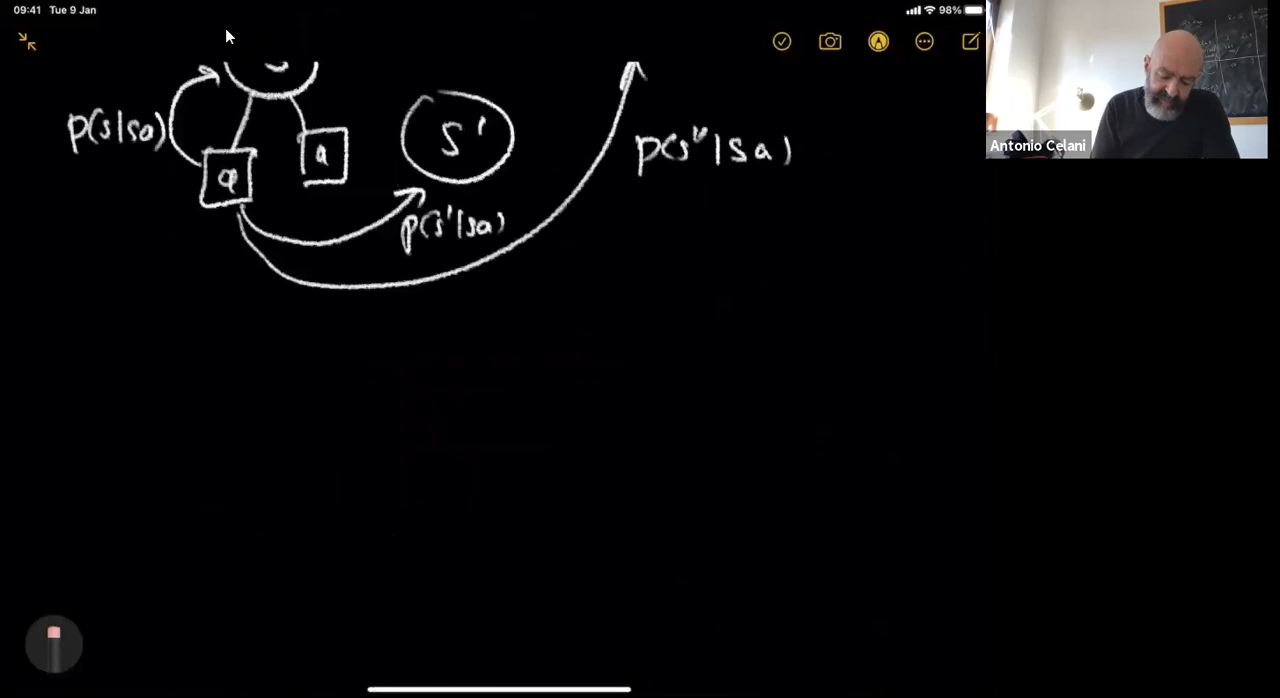 09:41 Tue 9 Jan
98%
Antonio Celani
p(s|sa)
a
a
s'
p(s"|sa)
p(s'|sa)